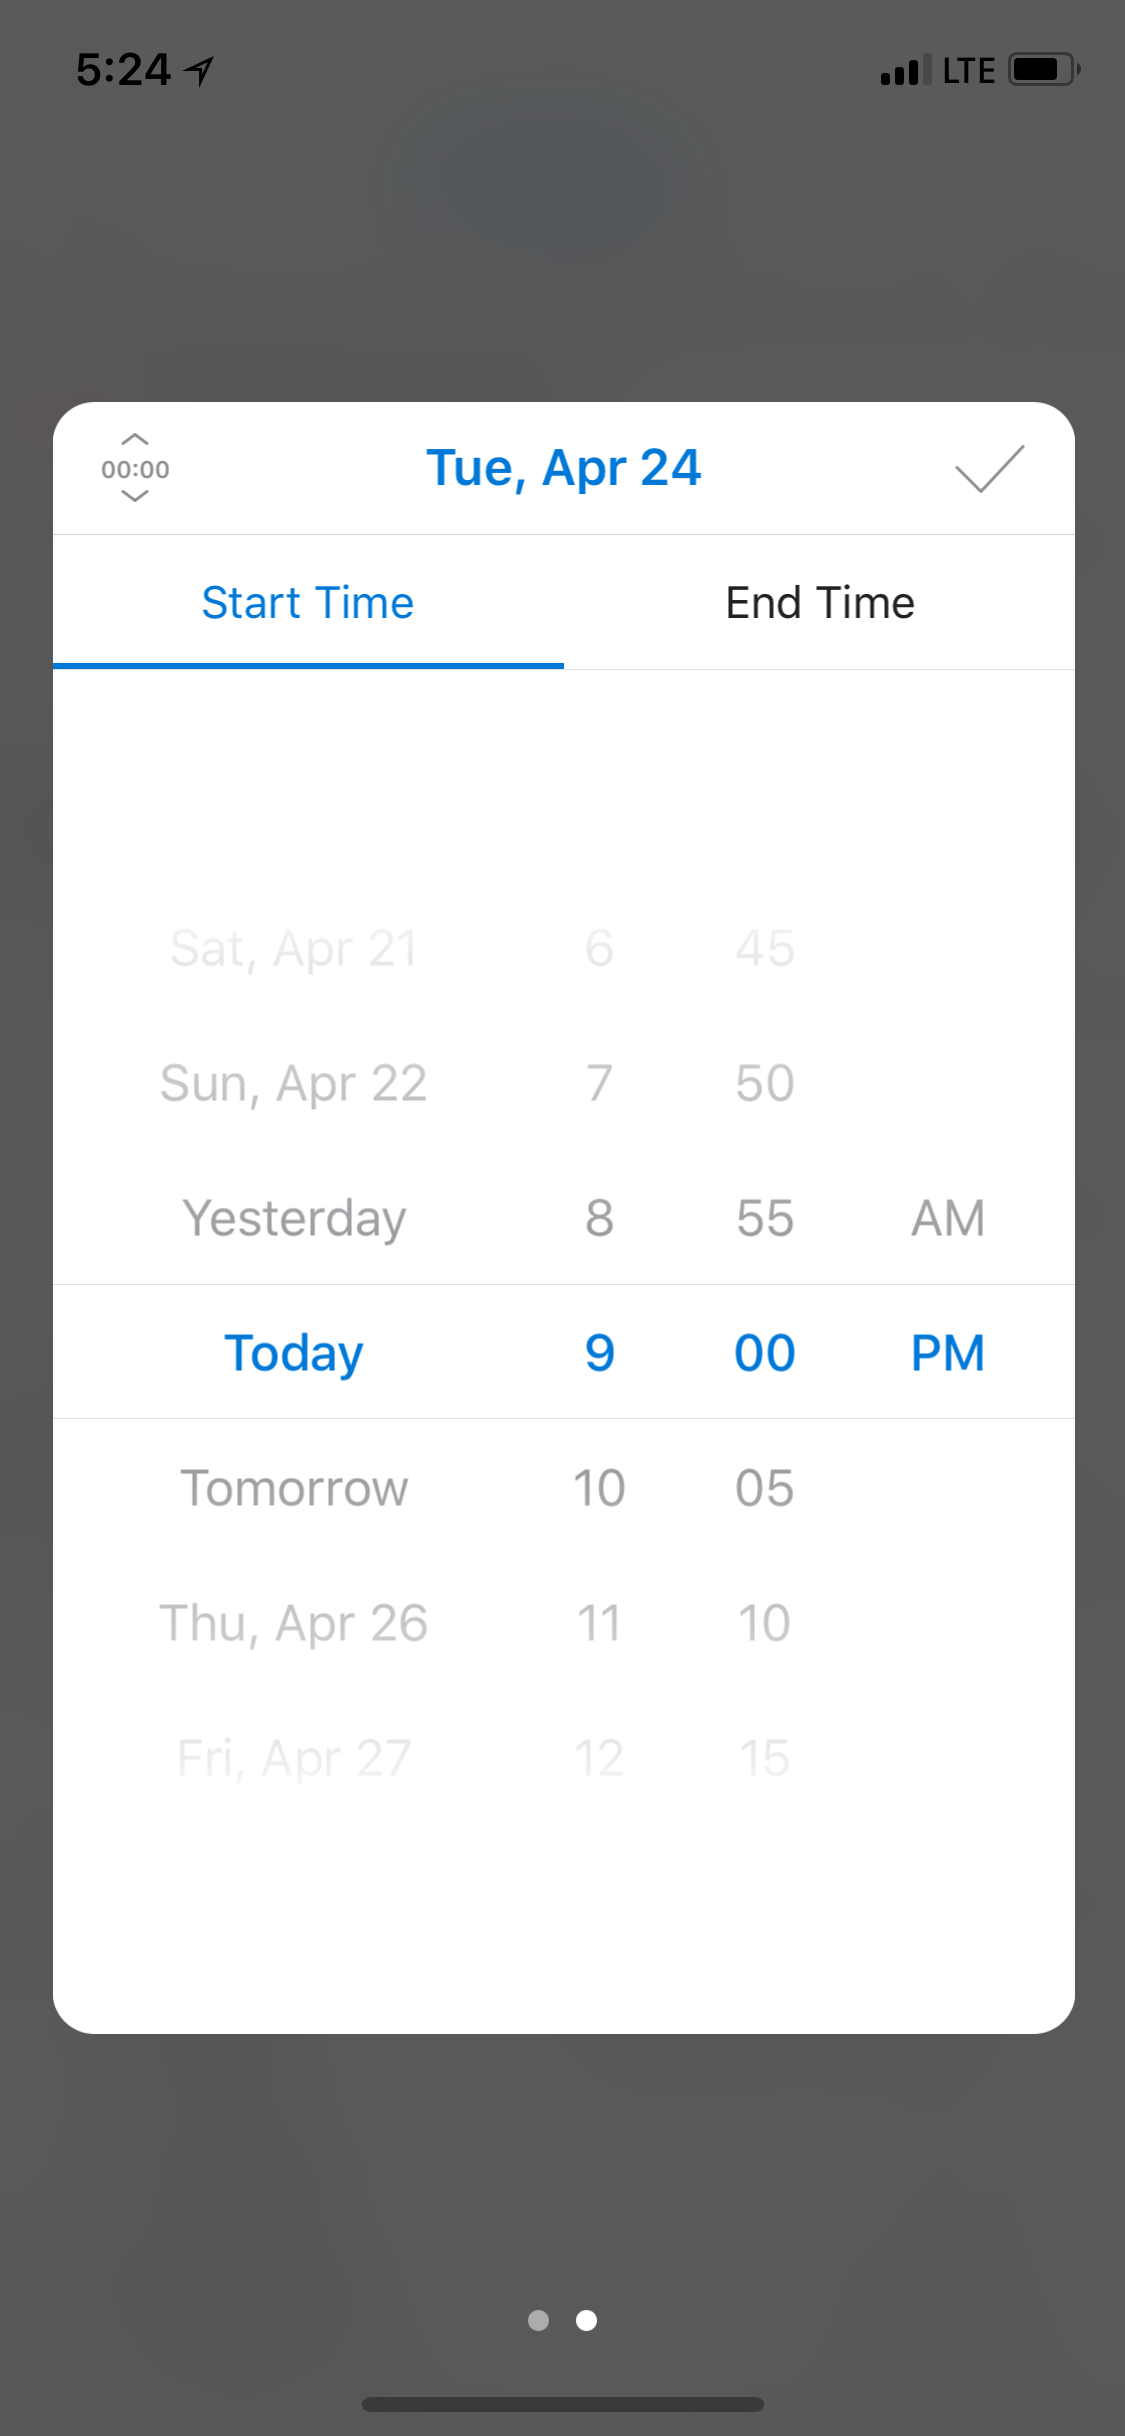 5:24 LTE
00:00 Tue, Apr 24
Start Time End Time
Sat, Apr 21 6 45
Sun, Apr 22 7 50
Yesterday 8 55 AM
Today 9 00 PM
Tomorrow 10 05
Thu, Apr 26 11 10
Fri, Apr 27 12 15